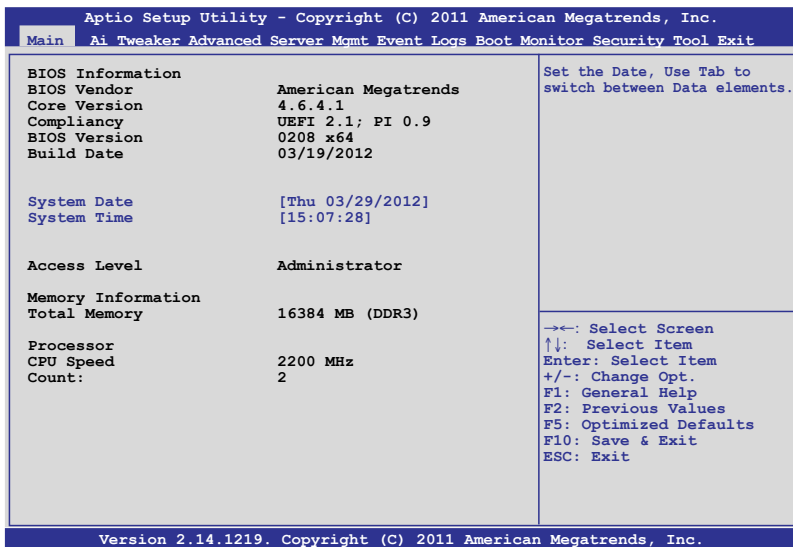 Aptio Setup Utility - Copyright (C) 2011 American Megatrends, Inc.
Main Ai Tweaker Advanced Server Mgmt Event Logs Boot Monitor Security Tool Exit
BIOS Information
BIOS Vendor American Megatrends
Core Version 4.6.4.1
Compliancy UEFI 2.1; PI 0.9
BIOS Version 0208 x64
Build Date 03/19/2012
System Date [Thu 03/29/2012]
System Time [15:07:28]
Access Level Administrator
Memory Information
Total Memory 16384 MB (DDR3)
Processor
CPU Speed 2200 MHz
Count: 2
Set the Date, Use Tab to
switch between Data elements.
→←: Select Screen
↑↓: Select Item
Enter: Select Item
+/-: Change Opt.
F1: General Help
F2: Previous Values
F5: Optimized Defaults
F10: Save & Exit
ESC: Exit
Version 2.14.1219. Copyright (C) 2011 American Megatrends, Inc.